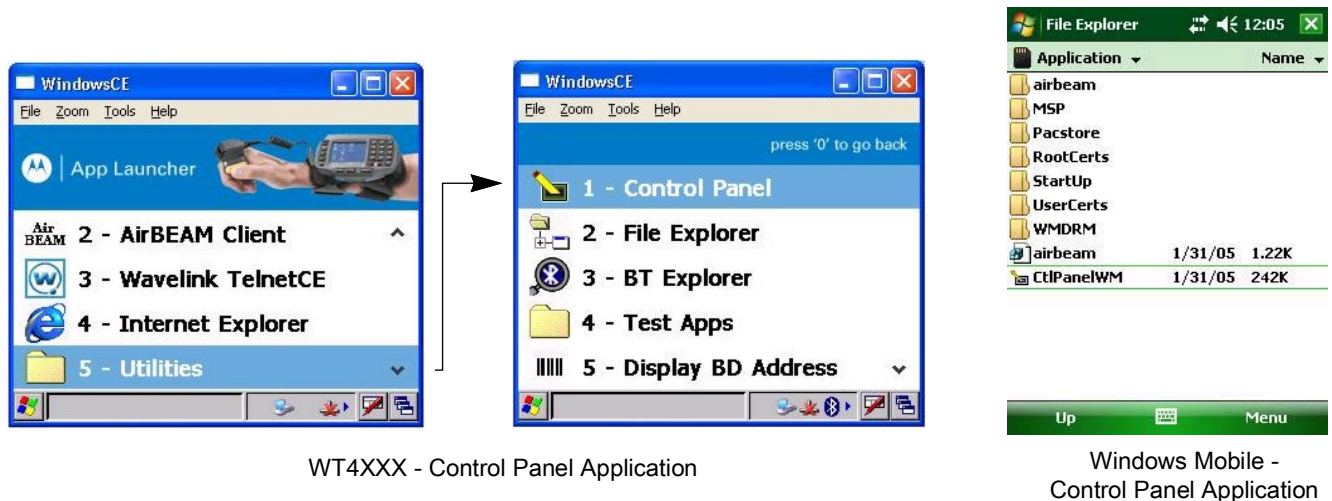 WindowsCE
File Zoom Tools Help
App Launcher
Air
BEAM 2 - AirBEAM Client
3 - Wavelink TelnetCE
4 - Internet Explorer
5 - Utilities
WindowsCE
File Zoom Tools Help
press '0' to go back
1 - Control Panel
2 - File Explorer
3 - BT Explorer
4 - Test Apps
5 - Display BD Address
WT4XXX - Control Panel Application
File Explorer 12:05
Application Name
airbeam
MSP
Pacstore
RootCerts
StartUp
UserCerts
WMDRM
airbeam 1/31/05 1.22K
CtlPanelWM 1/31/05 242K
Up Menu
Windows Mobile -
Control Panel Application